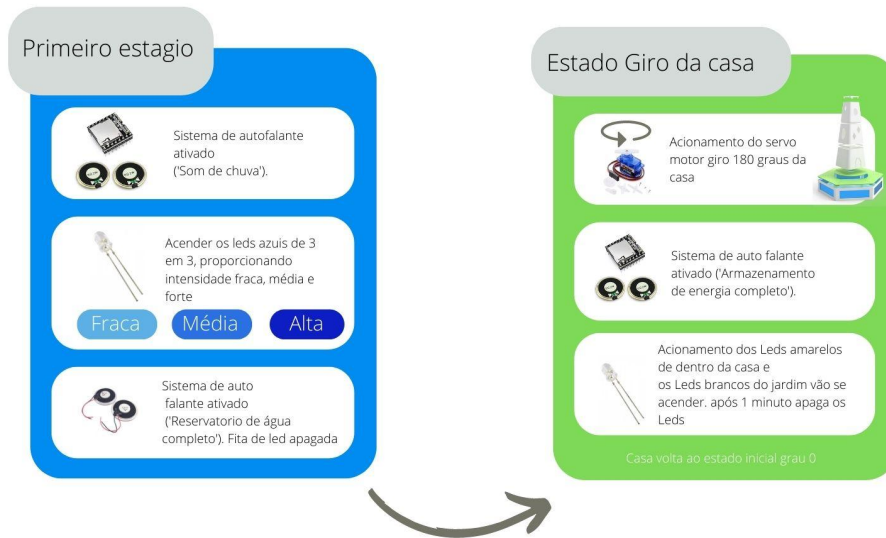 Primeiro estagio
Sistema de autofalante
ativado
('Som de chuva').
Acender os leds azuis de 3
em 3, proporcionando
intensidade fraca, média e
forte
Fraca
Média
Alta
Sistema de auto
falante ativado
('Reservatorio de água
completo'). Fita de led apagada
Estado Giro da casa
Acionamento do servo
motor giro 180 graus da
casa
Sistema de auto falante
ativado ('Armazenamento
de energia completo').
Acionamento dos Leds amarelos
de dentro da casa e
os Leds brancos do jardim vão se
acender. após 1 minuto apaga os
Leds
Casa volta ao estado inicial grau 0